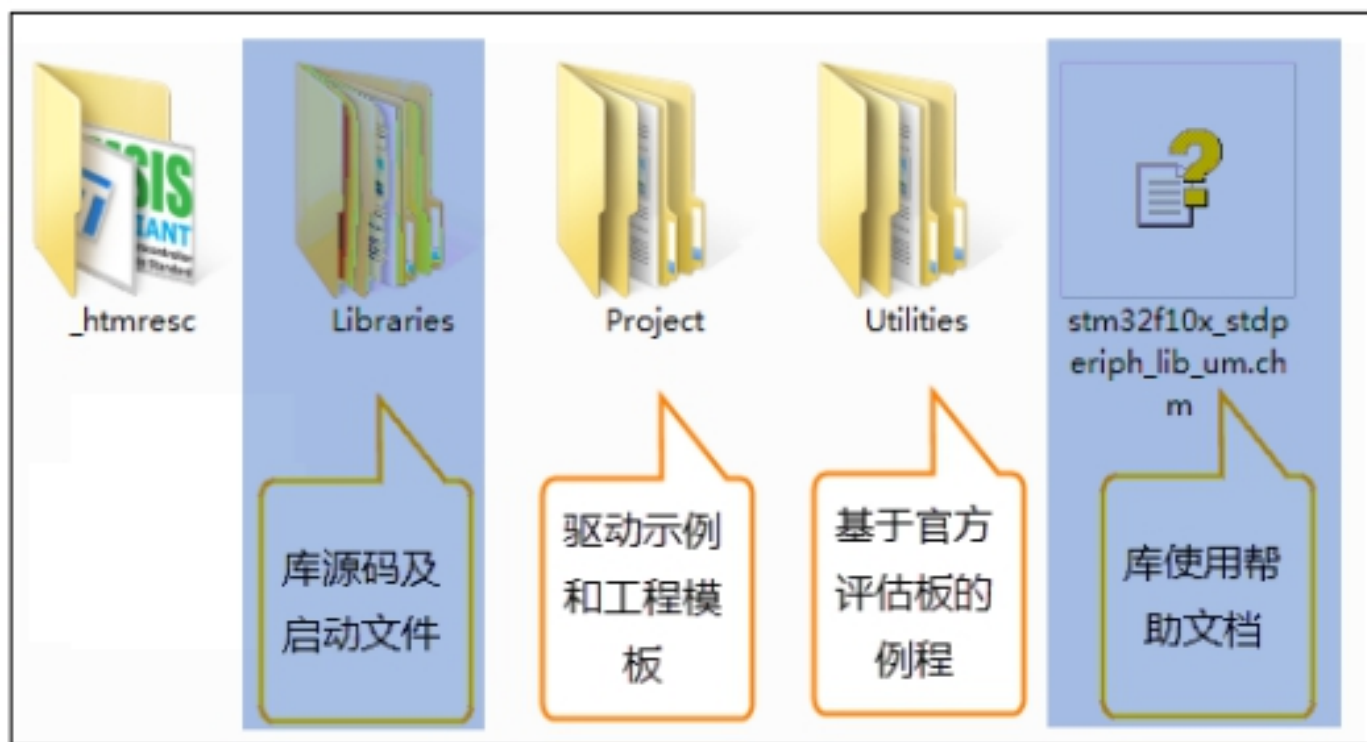 SIS
IANT
_htmresc
Libraries
Project
Utilities
stm32f10x_stdp
eriph_lib_um.ch
m
库源码及
启动文件
驱动示例
和工程模
板
基于官方
评估板的
例程
库使用帮
助文档